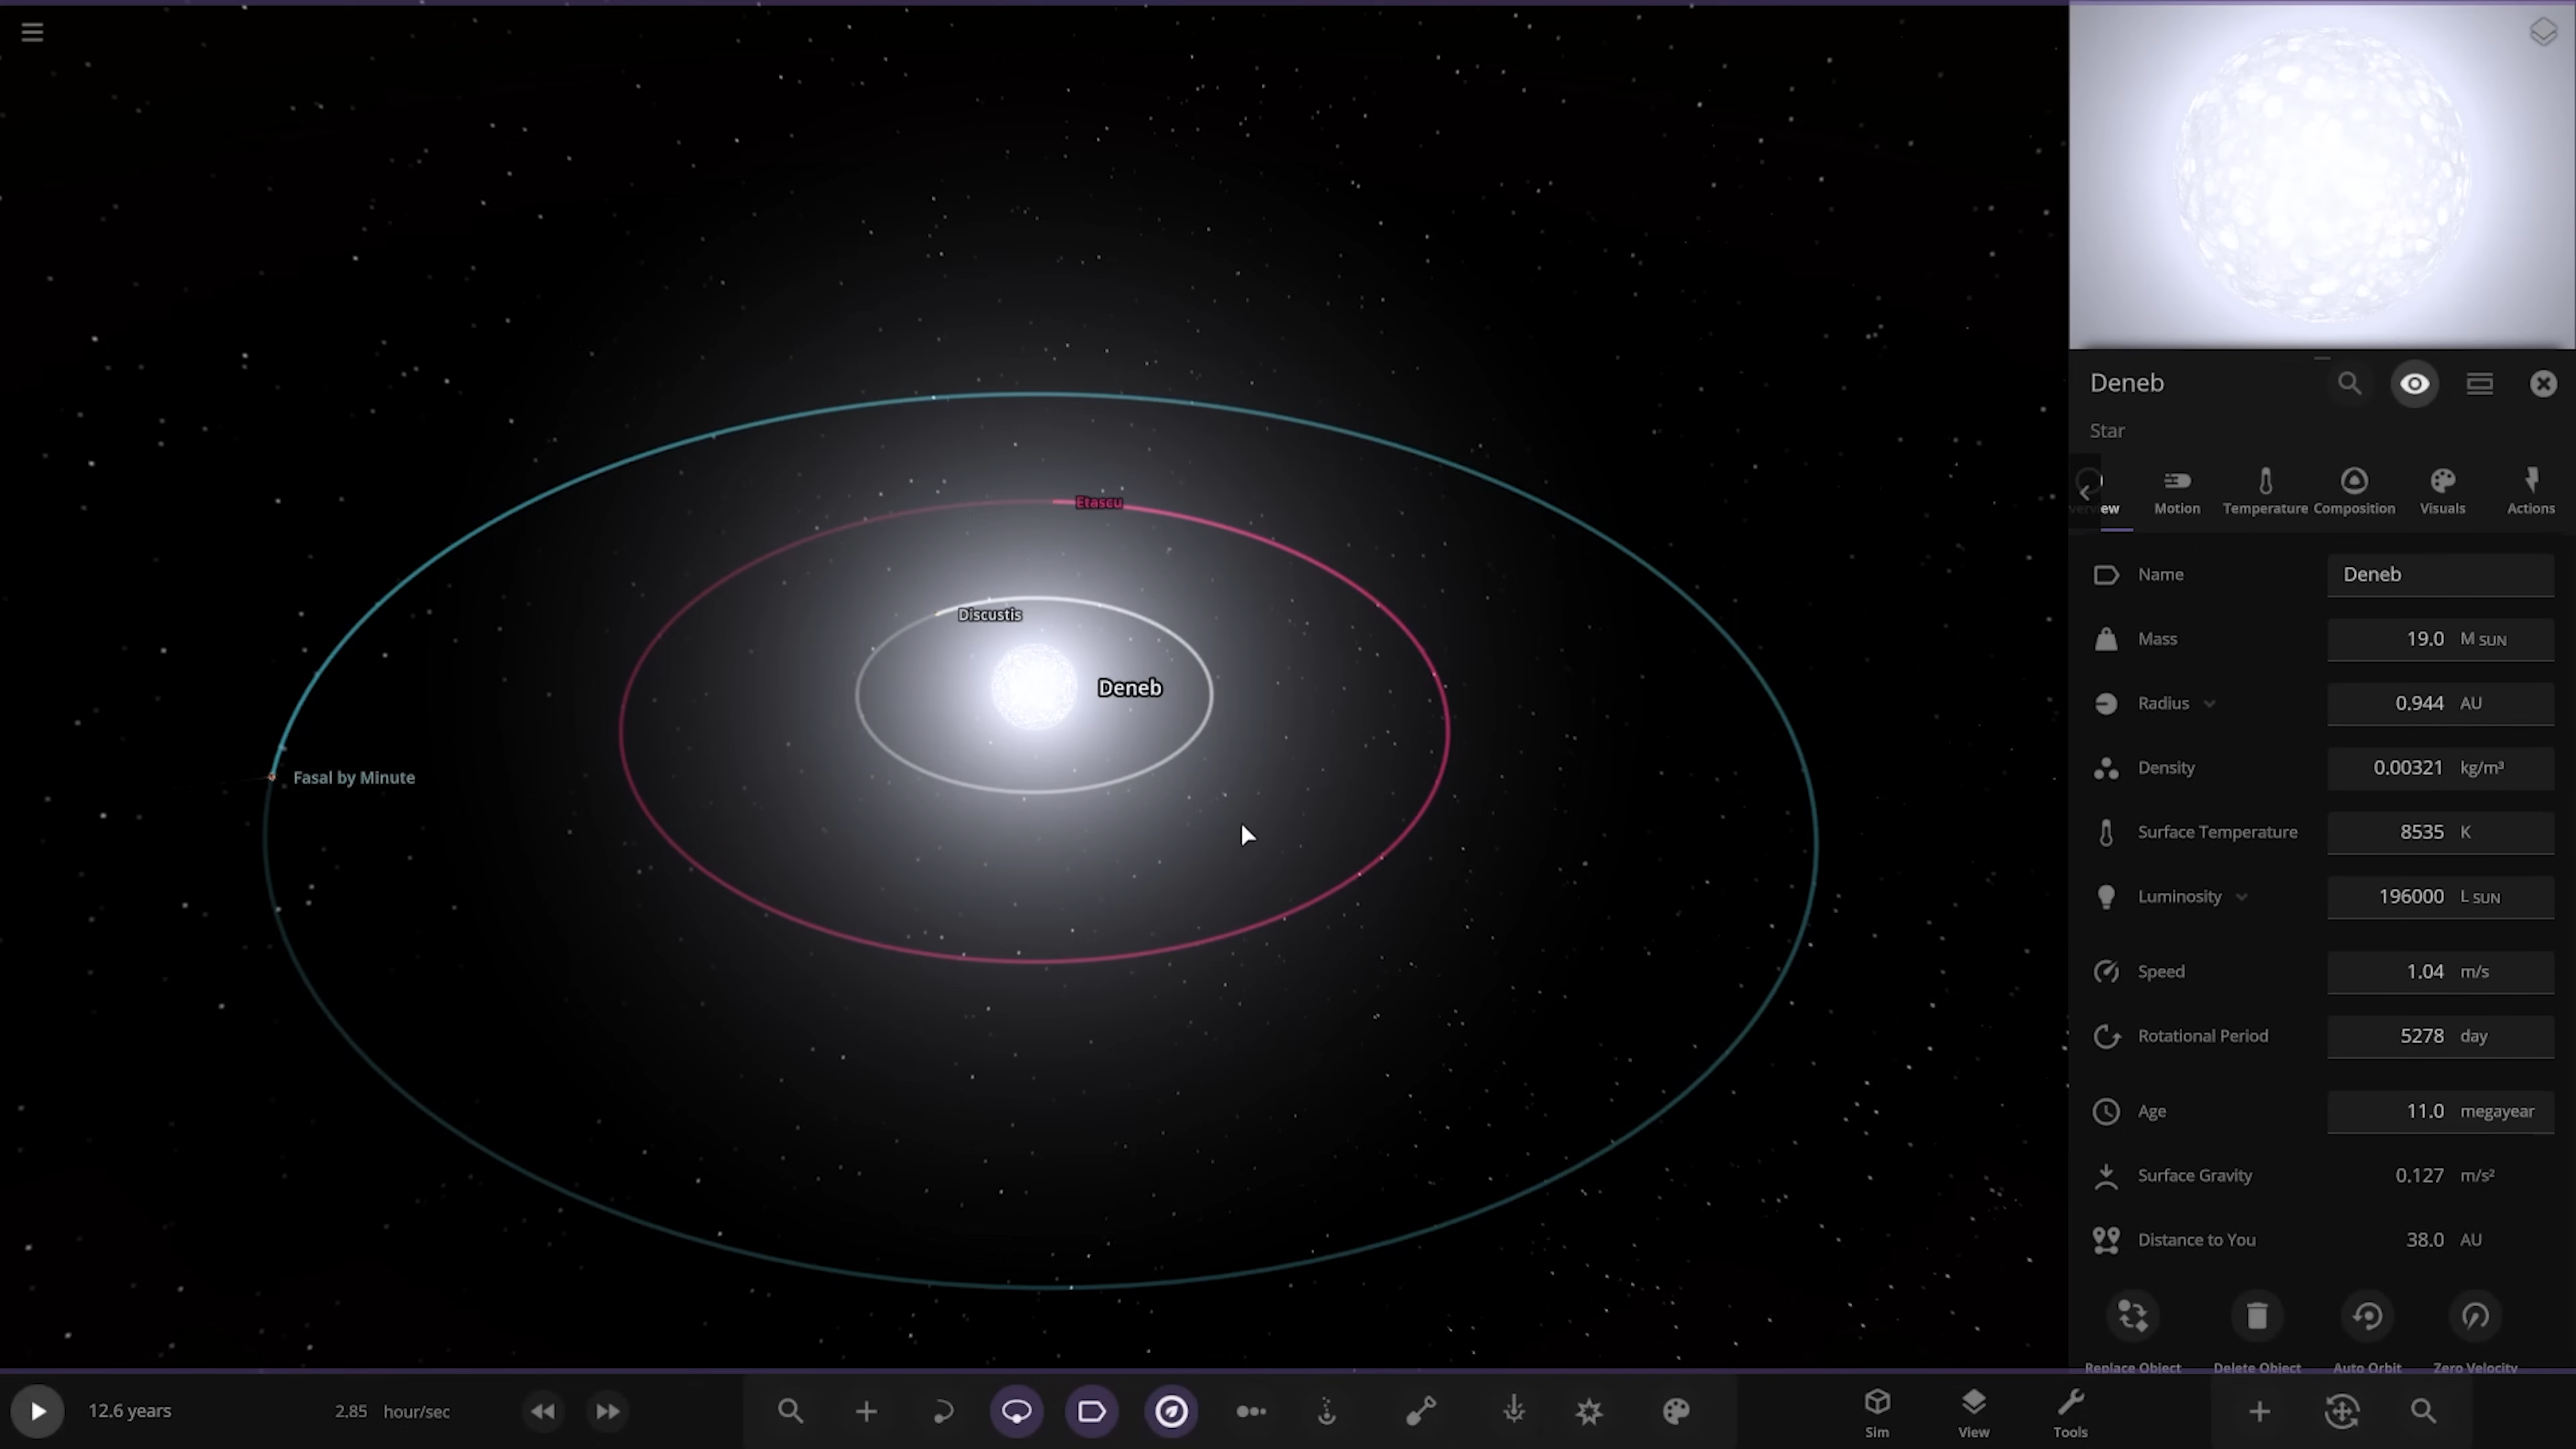 Etascu
Discustis
Deneb
Fasal by Minute
Deneb
Star
Motion
Temperature
Composition
Visuals
Actions
Name Deneb
Mass 19.0 M SUN
Radius 0.944 AU
Density 0.00321 kg/m³
Surface Temperature 8535 K
Luminosity 196000 L SUN
Speed 1.04 m/s
Rotational Period 5278 day
Age 11.0 megayear
Surface Gravity 0.127 m/s²
Distance to You 38.0 AU
Replace Object
Delete Object
Auto Orbit
Zero Velocity
12.6 years
2.85 hour/sec
Sim
View
Tools